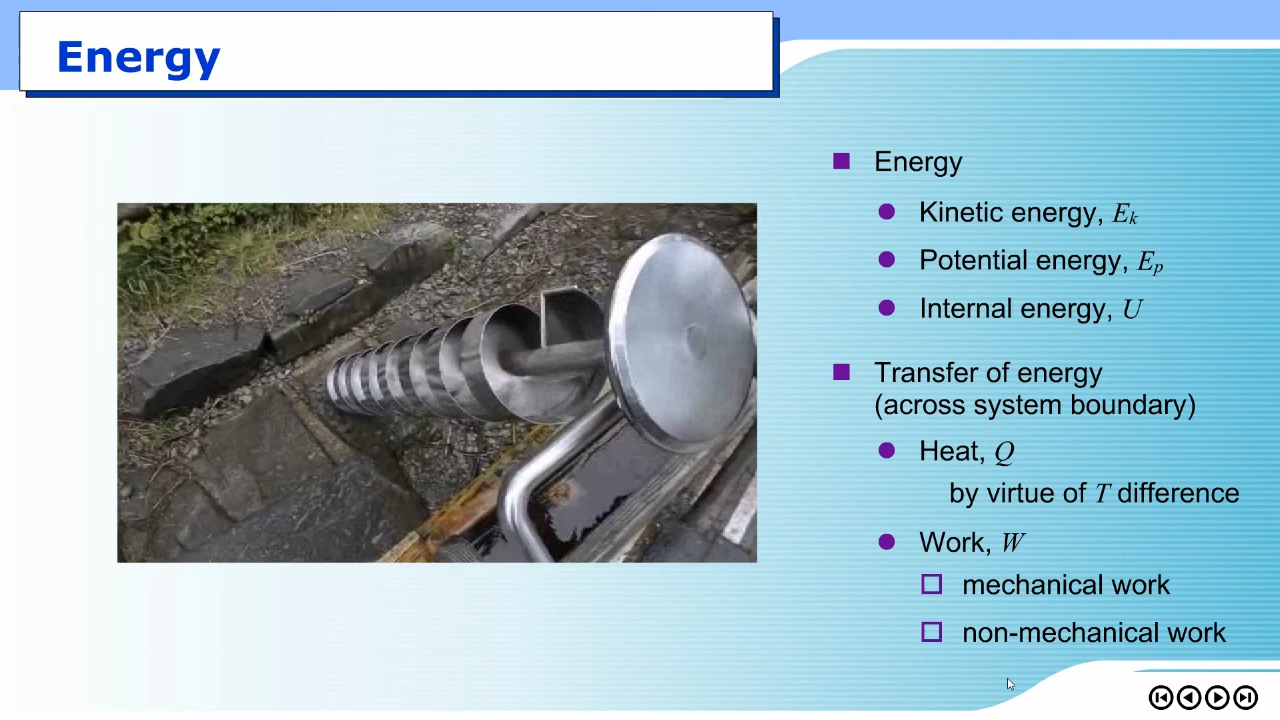 Energy
Energy
Kinetic energy, Ek
Potential energy, Ep
Internal energy, U
Transfer of energy
(across system boundary)
Heat, Q
by virtue of T difference
Work, W
mechanical work
non-mechanical work